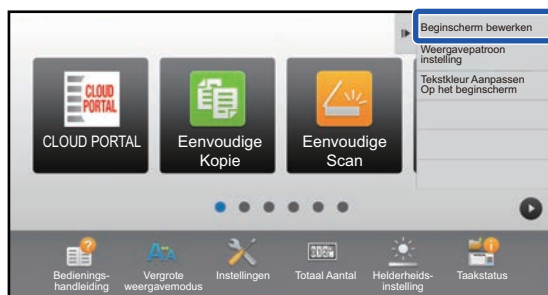 Beginscherm bewerken
Weergavepatroon
instelling
Tekstkleur Aanpassen
Op het beginscherm
CLOUD
PORTAL
CLOUD PORTAL
Eenvoudige
Kopie
Eenvoudige
Scan
Bedienings-
handleiding
Vergrote
weergavemodus
Instellingen
Totaal Aantal
Helderheids-
instelling
Taakstatus